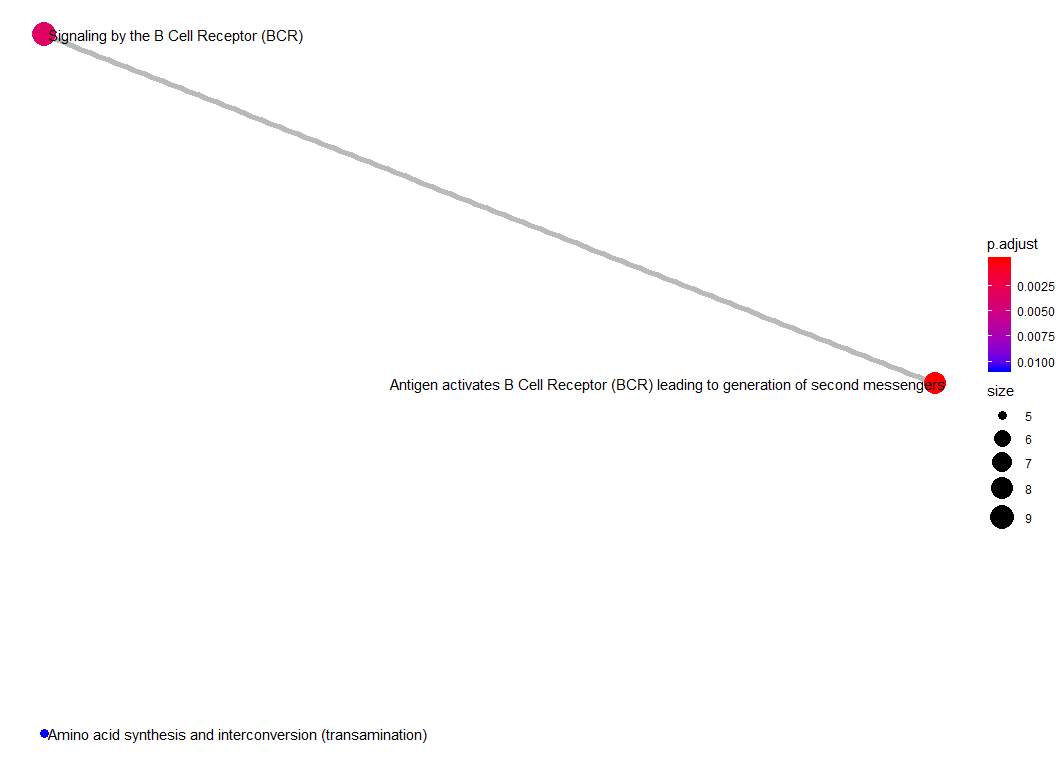 Signaling by the B Cell Receptor (BCR)
p.adjust
0.0025
0.0050
0.0075
0.0100
Antigen activates B Cell Receptor (BCR) leading to generation of second messengers
size
5
6
7
8
9
Amino acid synthesis and interconversion (transamination)